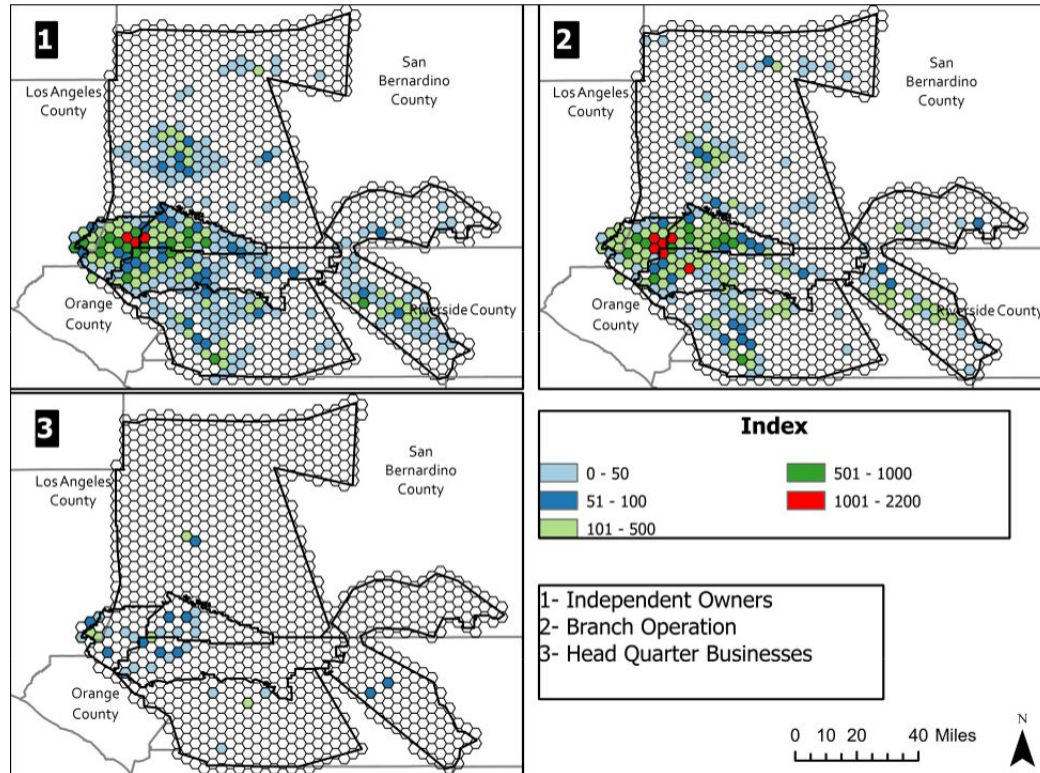 1
San
Bernardino
County
Los Angeles
County
Orange
County
Riverside County
2
San
Bernardino
County
Los Angeles
County
Orange
County
Riverside County
3
San
Bernardino
County
Los Angeles
County
Orange
County
Index
0 - 50
51 - 100
101 - 500
501 - 1000
1001 - 2200
1- Independent Owners
2- Branch Operation
3- Head Quarter Businesses
0 10 20 40 Miles
N